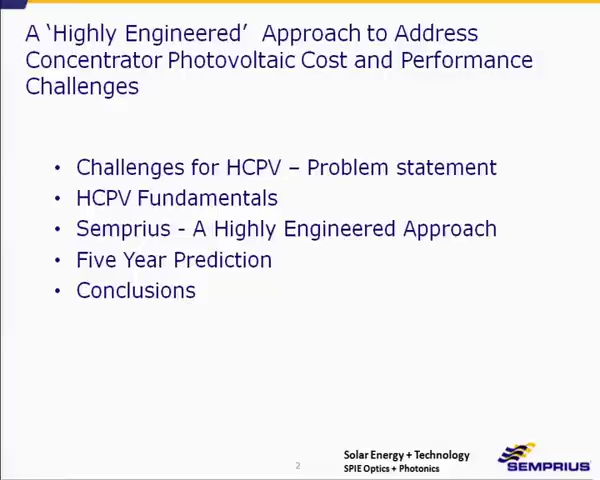 A ‘Highly Engineered’ Approach to Address
Concentrator Photovoltaic Cost and Performance
Challenges
• Challenges for HCPV – Problem statement
• HCPV Fundamentals
• Semprius - A Highly Engineered Approach
• Five Year Prediction
• Conclusions
2
Solar Energy + Technology
SPIE Optics + Photonics
SEMPRIUS